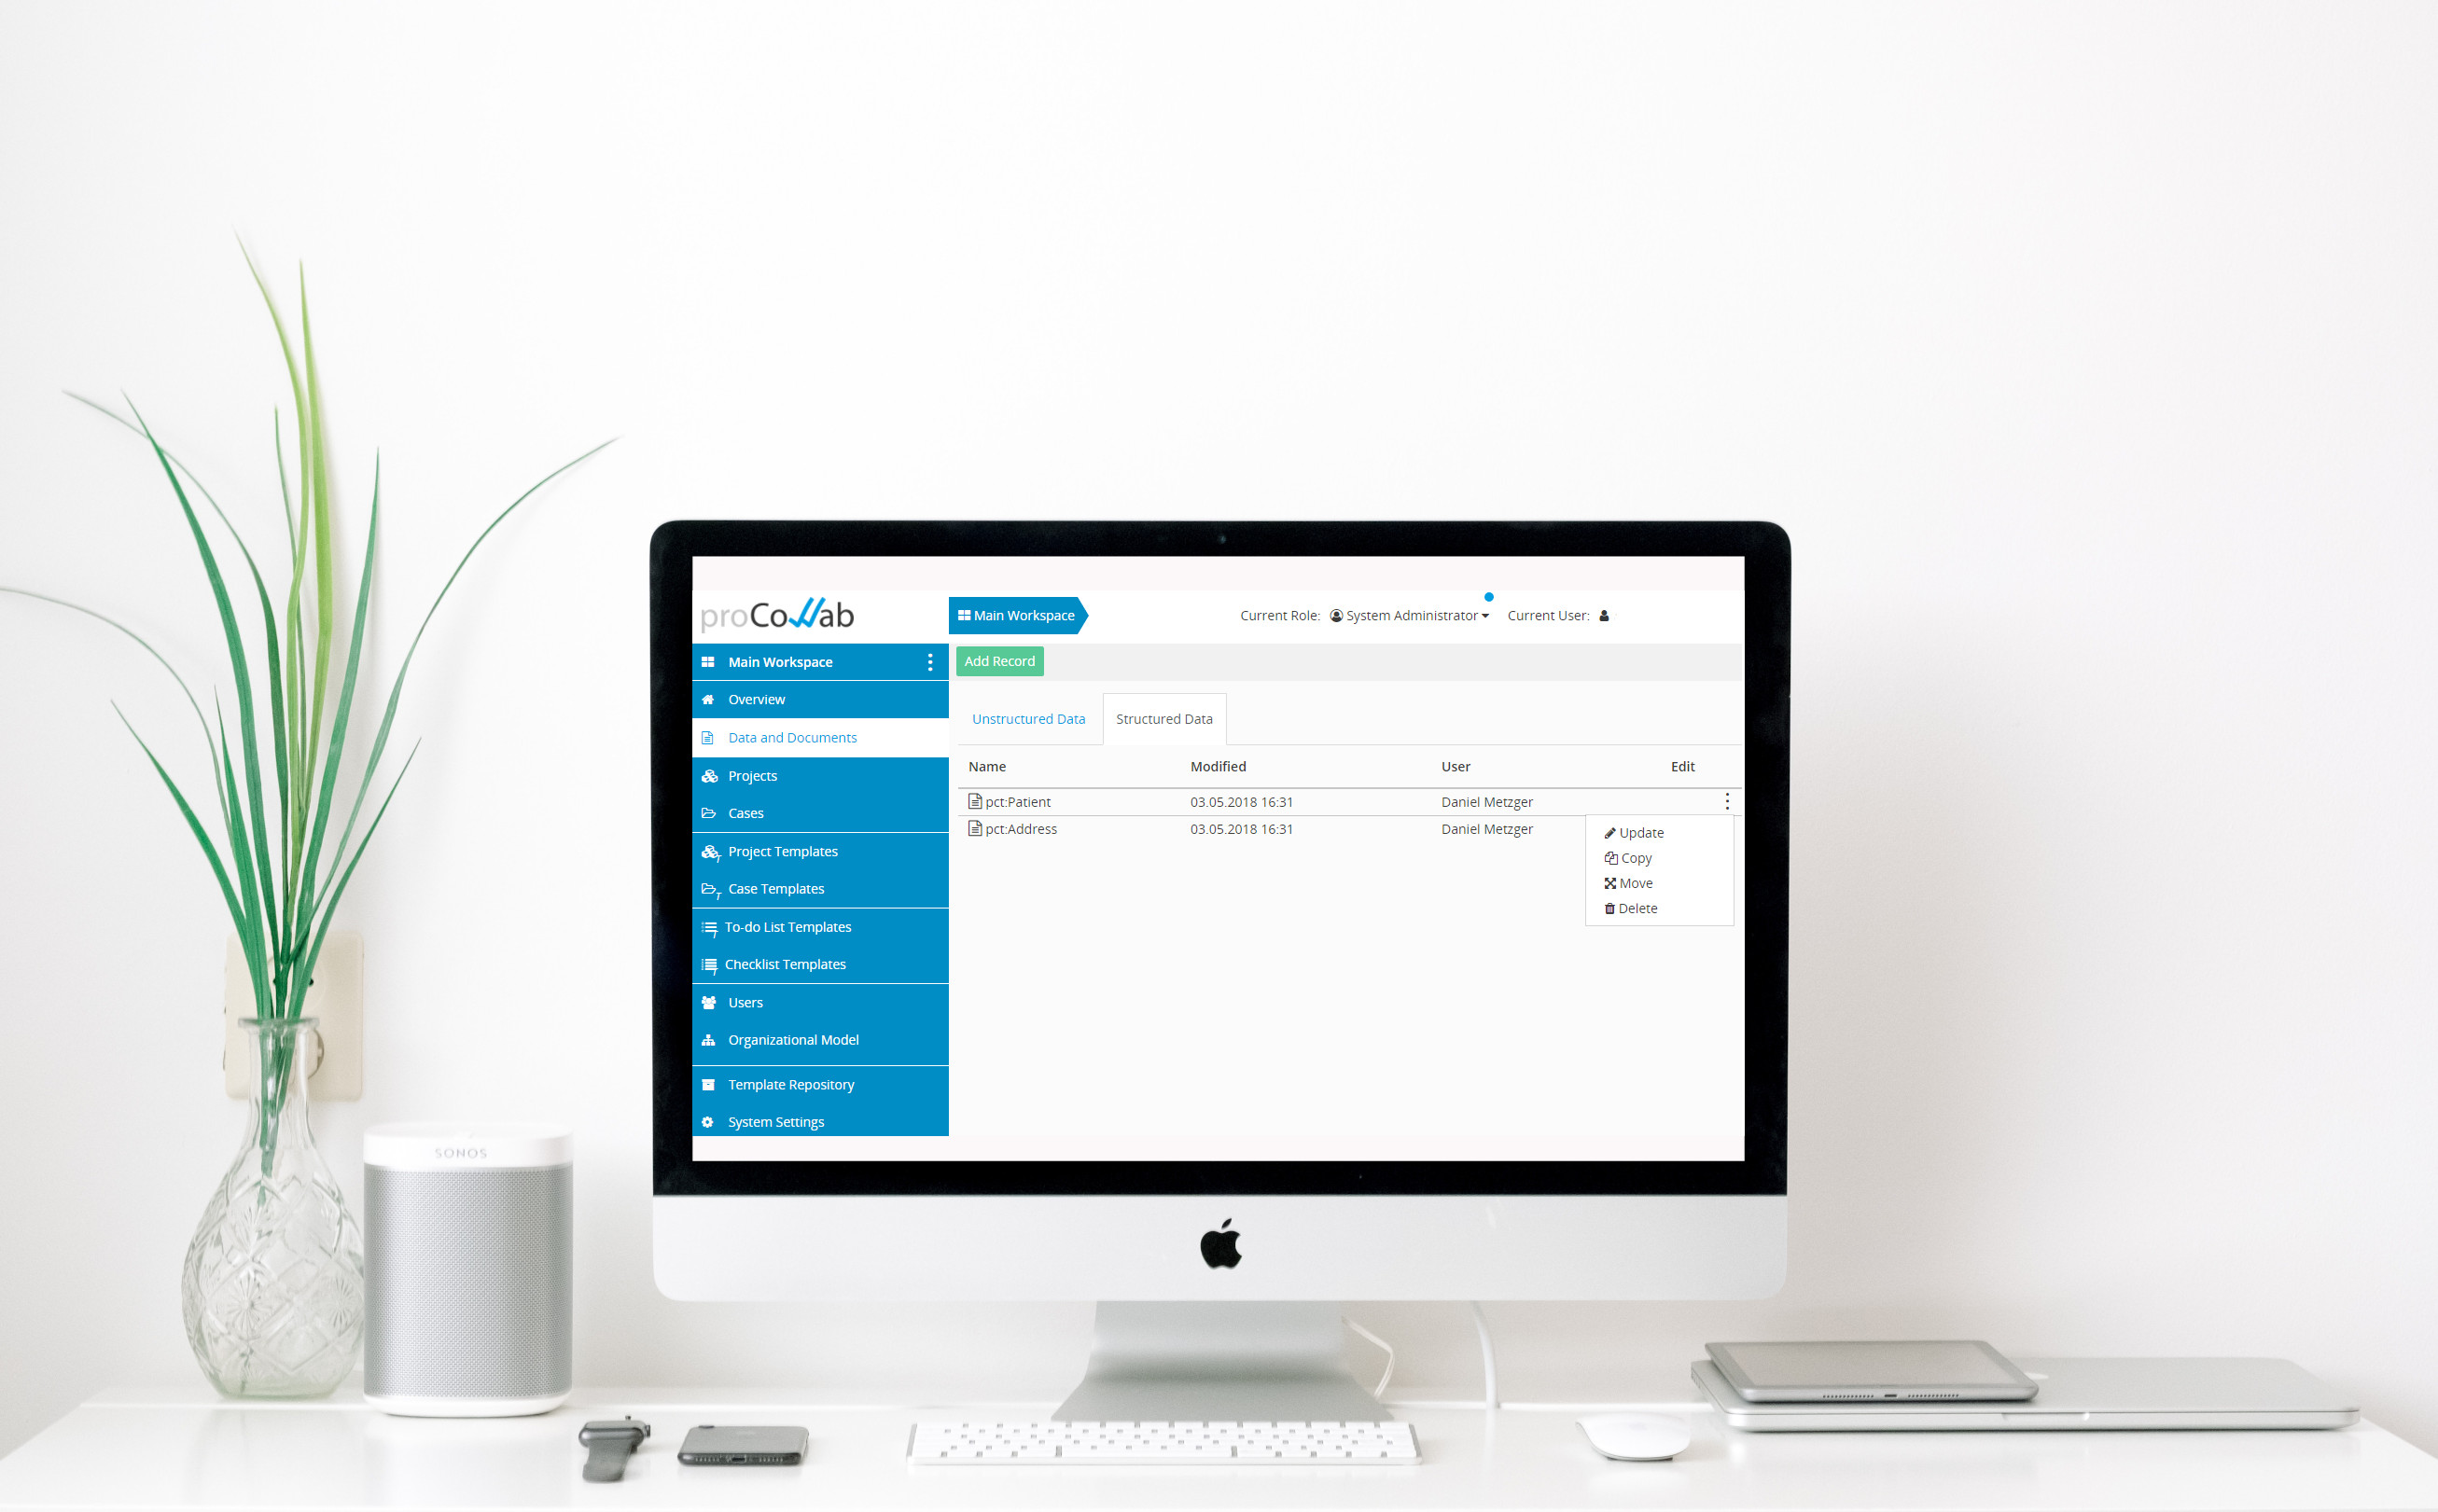 proCollab
Main Workspace
Current Role: System Administrator
Current User:
Main Workspace
Overview
Data and Documents
Projects
Cases
Project Templates
Case Templates
To-do List Templates
Checklist Templates
Users
Organizational Model
Template Repository
System Settings
Add Record
Unstructured Data
Structured Data
Name Modified User Edit
pct:Patient 03.05.2018 16:31 Daniel Metzger
pct:Address 03.05.2018 16:31 Daniel Metzger
Update
Copy
Move
Delete
SONOS